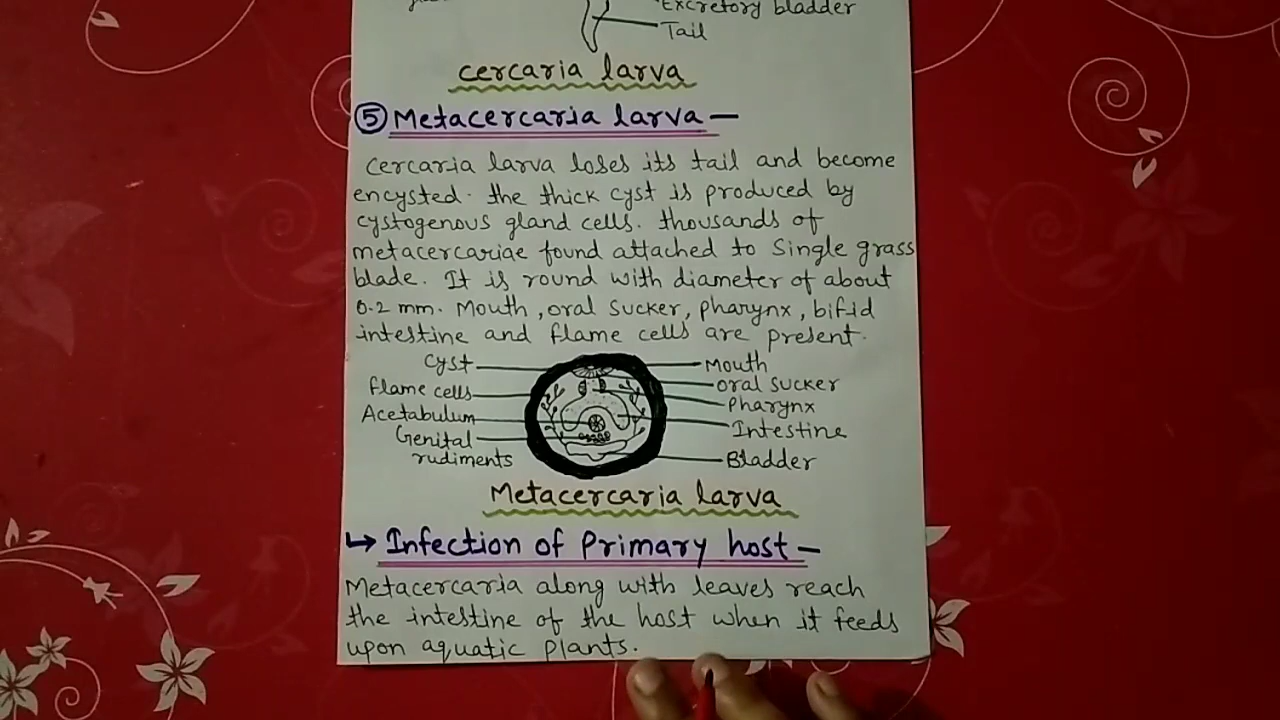 Excretory bladder
Tail
cercaria larva
⑤ Metacercaria larva —
Cercaria larva loses its tail and become
encysted. the thick cyst is produced by
cystogenous gland cells. thousands of
metacercariae found attached to single grass
blade. It is round with diameter of about
0.2 mm. Mouth, oral sucker, pharynx, bifid
intestine and flame cells are present.
Cyst
Mouth
flame cells
oral sucker
Pharynx
Acetabulum
Intestine
Genital
rudiments
Bladder
Metacercaria larva
↳ Infection of Primary host —
Metacercaria along with leaves reach
the intestine of the host when it feeds
upon aquatic plants.